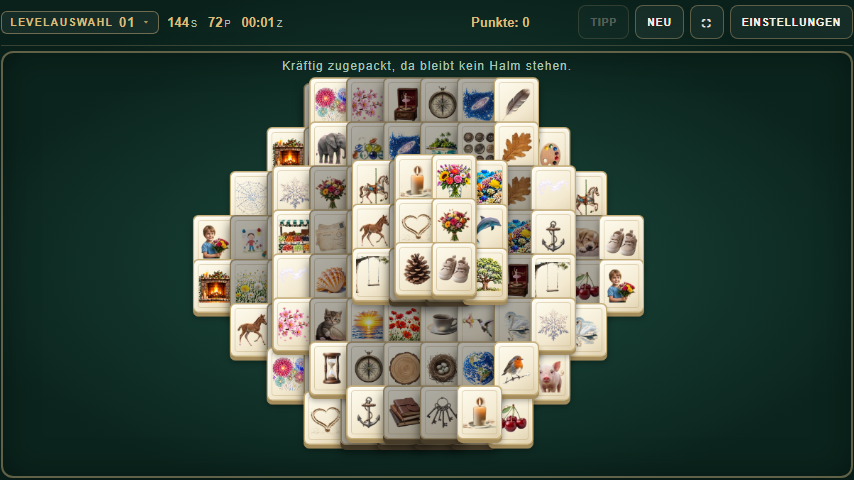 LEVELAUSWAHL 01 144S 72P 00:01Z Punkte: 0 TIPP NEU EINSTELLUNGEN
Kräftig zugepackt, da bleibt kein Halm stehen.